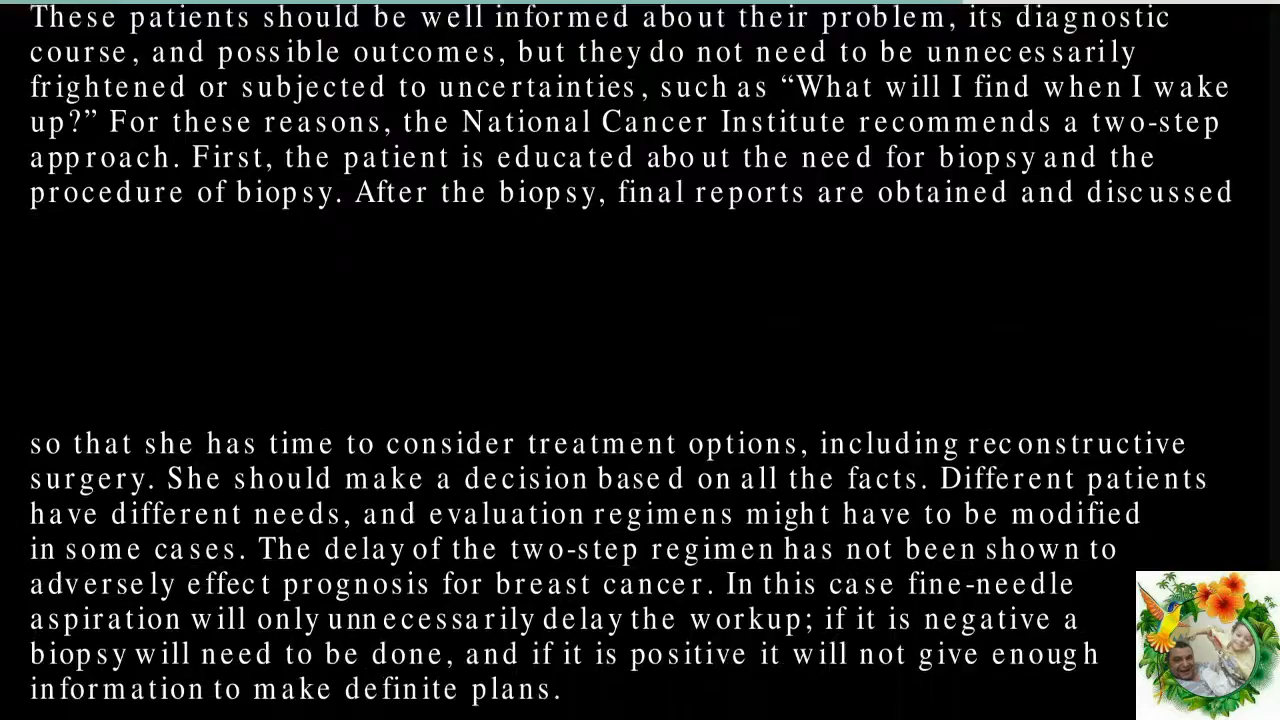 These patients should be well informed about their problem, its diagnostic
course, and possible outcomes, but they do not need to be unnecessarily
frightened or subjected to uncertainties, such as “What will I find when I wake
up?” For these reasons, the National Cancer Institute recommends a two-step
approach. First, the patient is educated about the need for biopsy and the
procedure of biopsy. After the biopsy, final reports are obtained and discussed
so that she has time to consider treatment options, including reconstructive
surgery. She should make a decision based on all the facts. Different patients
have different needs, and evaluation regimens might have to be modified
in some cases. The delay of the two-step regimen has not been shown to
adversely effect prognosis for breast cancer. In this case fine-needle
aspiration will only unnecessarily delay the workup; if it is negative a
biopsy will need to be done, and if it is positive it will not give enough
information to make definite plans.